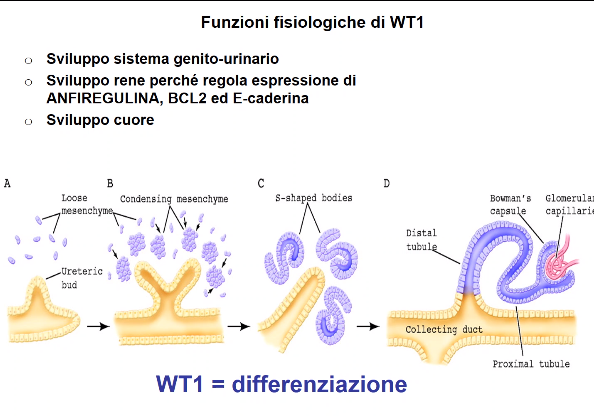 Funzioni fisiologiche di WT1
Sviluppo sistema genito-urinario
Sviluppo rene perché regola espressione di
ANFIREGULINA, BCL2 ed E-caderina
Sviluppo cuore
A
Loose
mesenchyme
Ureteric
bud
B
Condensing mesenchyme
C
S-shaped bodies
D
Bowman's
capsule
Glomerular
capillarie
Distal
tubule
Collecting duct
Proximal tubule
WT1 = differenziazione